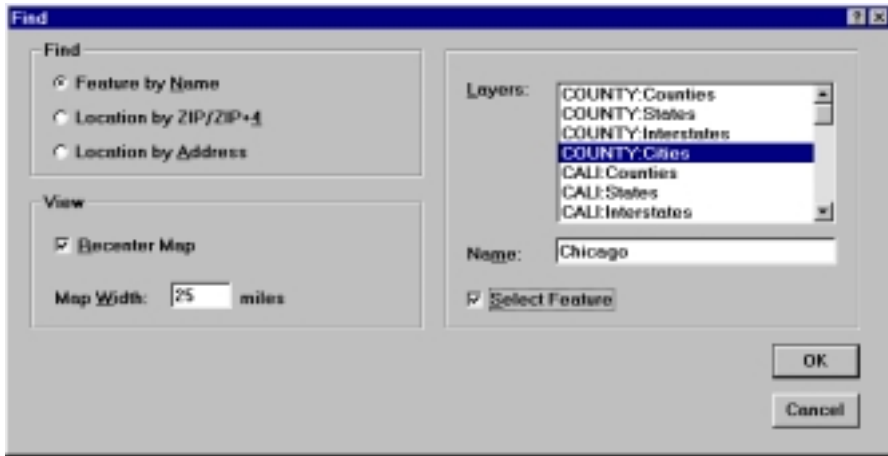 Find
Find
Feature by Name
Location by ZIP/ZIP+4
Location by Address
View
Recenter Map
Map Width: 25 miles
Layers:
COUNTY:Counties
COUNTY:States
COUNTY:Interstates
COUNTY:Cities
CALI:Counties
CALI:States
CALI:Interstates
Name: Chicago
Select Feature
OK
Cancel